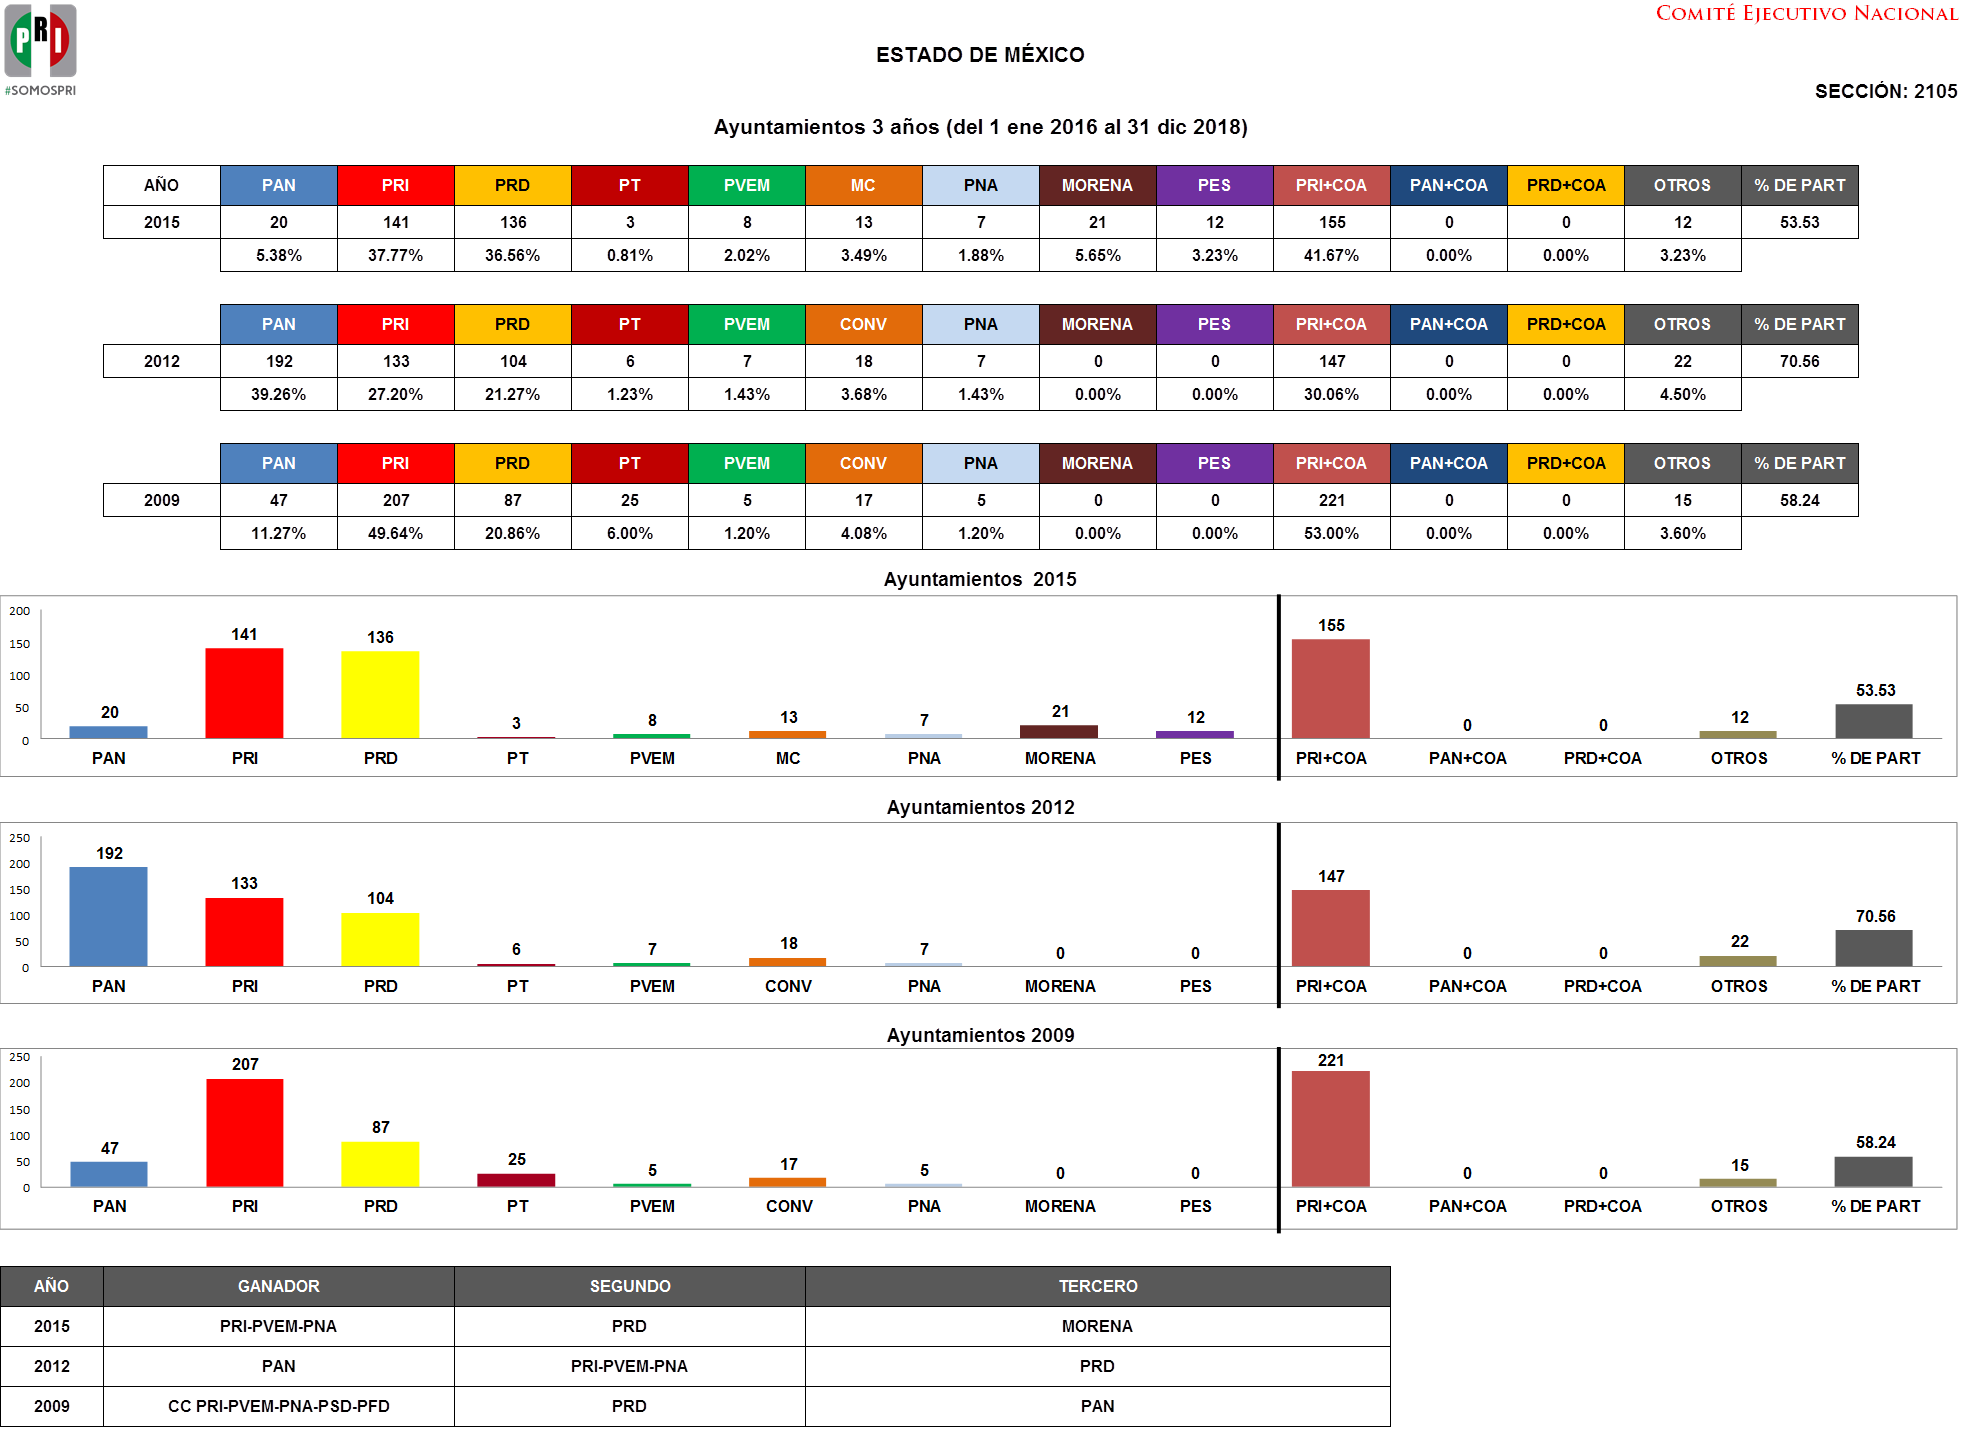 COMITÉ EJECUTIVO NACIONAL
PRI
#SOMOSPRI
ESTADO DE MÉXICO
SECCIÓN: 2105
Ayuntamientos 3 años (del 1 ene 2016 al 31 dic 2018)
AÑO PAN PRI PRD PT PVEM MC PNA MORENA PES PRI+COA PAN+COA PRD+COA OTROS % DE PART
2015 20 141 136 3 8 13 7 21 12 155 0 0 12 53.53
5.38% 37.77% 36.56% 0.81% 2.02% 3.49% 1.88% 5.65% 3.23% 41.67% 0.00% 0.00% 3.23%
PAN PRI PRD PT PVEM CONV PNA MORENA PES PRI+COA PAN+COA PRD+COA OTROS % DE PART
2012 192 133 104 6 7 18 7 0 0 147 0 0 22 70.56
39.26% 27.20% 21.27% 1.23% 1.43% 3.68% 1.43% 0.00% 0.00% 30.06% 0.00% 0.00% 4.50%
PAN PRI PRD PT PVEM CONV PNA MORENA PES PRI+COA PAN+COA PRD+COA OTROS % DE PART
2009 47 207 87 25 5 17 5 0 0 221 0 0 15 58.24
11.27% 49.64% 20.86% 6.00% 1.20% 4.08% 1.20% 0.00% 0.00% 53.00% 0.00% 0.00% 3.60%
Ayuntamientos 2015
200
150
100
50
0
20 141 136 3 8 13 7 21 12 155 0 0 12 53.53
PAN PRI PRD PT PVEM MC PNA MORENA PES PRI+COA PAN+COA PRD+COA OTROS % DE PART
Ayuntamientos 2012
250
200
150
100
50
0
192 133 104 6 7 18 7 0 0 147 0 0 22 70.56
PAN PRI PRD PT PVEM CONV PNA MORENA PES PRI+COA PAN+COA PRD+COA OTROS % DE PART
Ayuntamientos 2009
250
200
150
100
50
0
47 207 87 25 5 17 5 0 0 221 0 0 15 58.24
PAN PRI PRD PT PVEM CONV PNA MORENA PES PRI+COA PAN+COA PRD+COA OTROS % DE PART
AÑO GANADOR SEGUNDO TERCERO
2015 PRI-PVEM-PNA PRD MORENA
2012 PAN PRI-PVEM-PNA PRD
2009 CC PRI-PVEM-PNA-PSD-PFD PRD PAN